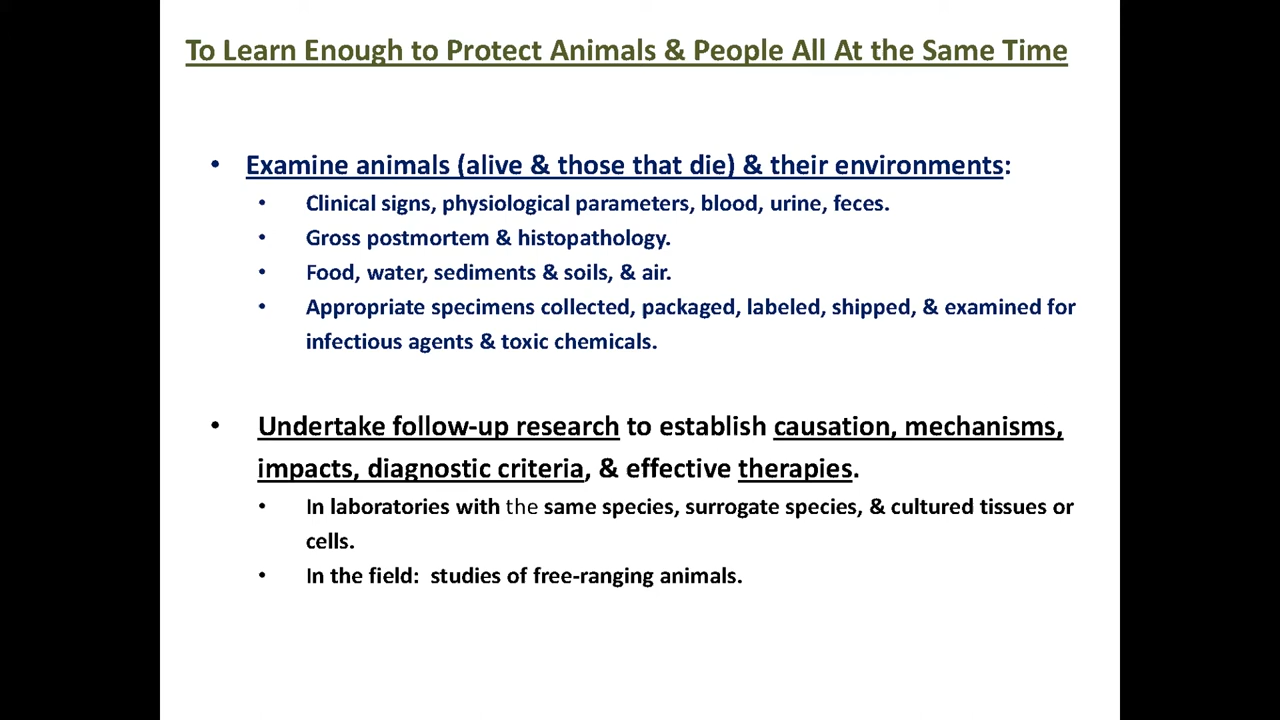 To Learn Enough to Protect Animals & People All At the Same Time
• Examine animals (alive & those that die) & their environments:
• Clinical signs, physiological parameters, blood, urine, feces.
• Gross postmortem & histopathology.
• Food, water, sediments & soils, & air.
• Appropriate specimens collected, packaged, labeled, shipped, & examined for
infectious agents & toxic chemicals.
• Undertake follow-up research to establish causation, mechanisms,
impacts, diagnostic criteria, & effective therapies.
• In laboratories with the same species, surrogate species, & cultured tissues or
cells.
• In the field:  studies of free-ranging animals.